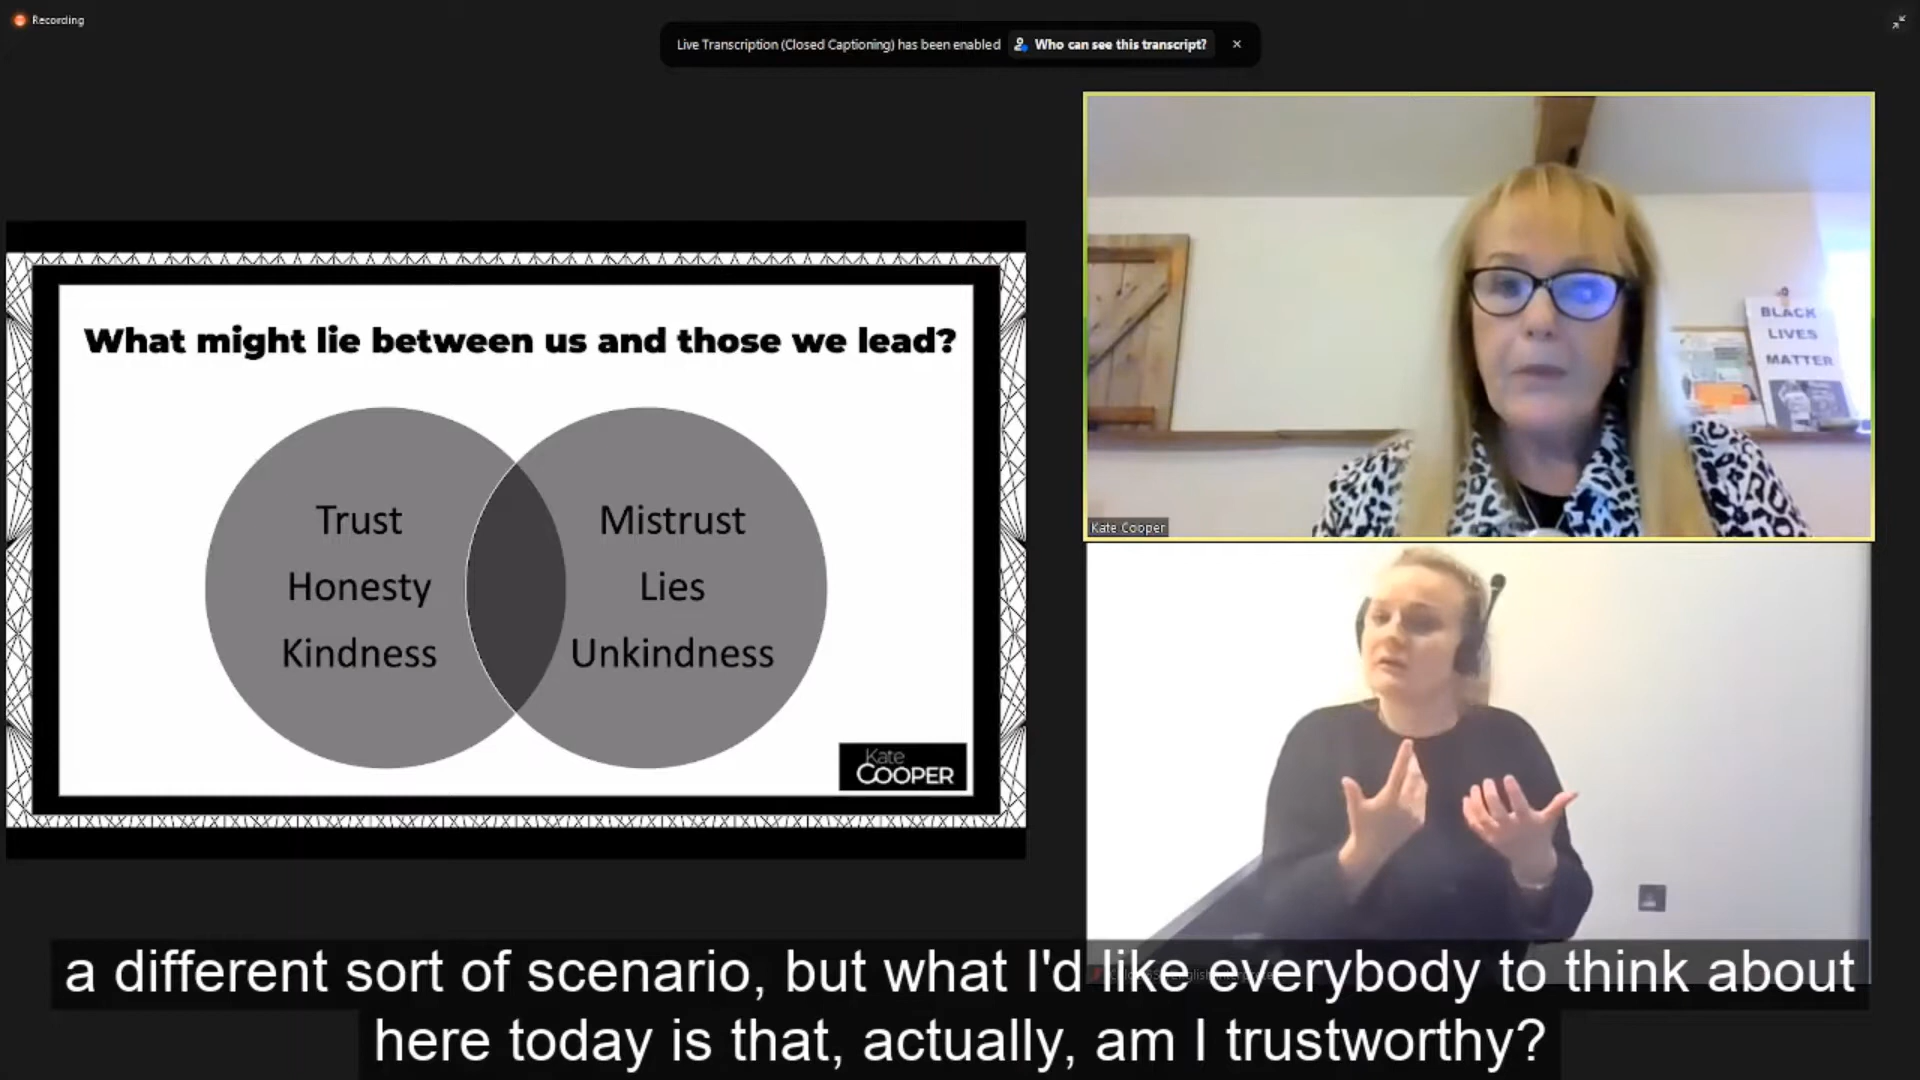 Recording
Live Transcription (Closed Captioning) has been enabled
Who can see this transcript?
What might lie between us and those we lead?
Trust
Honesty
Kindness
Mistrust
Lies
Unkindness
Kate
COOPER
BLACK
LIVES
MATTER
Kate Cooper
a different sort of scenario, but what I'd like everybody to think about
here today is that, actually, am I trustworthy?